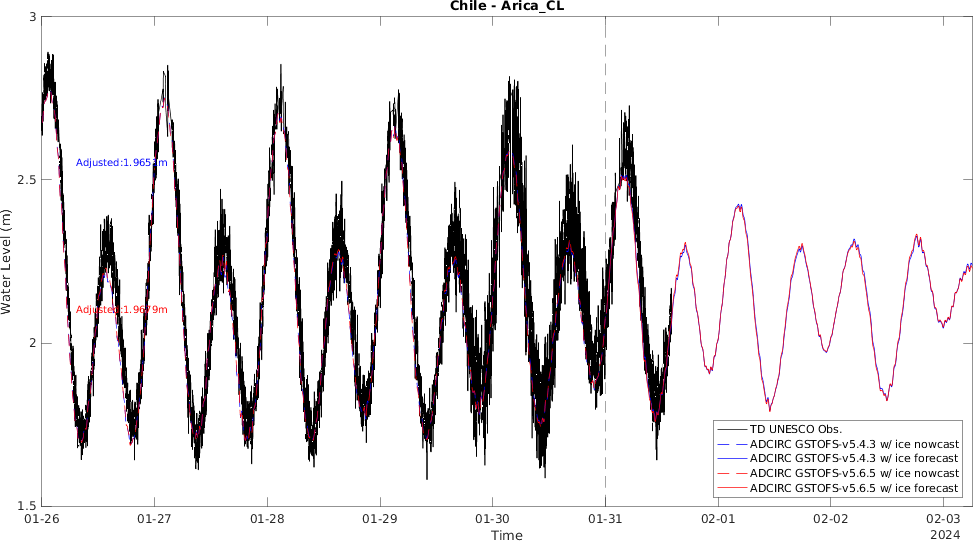 Chile - Arica_CL
3
2.5
2
1.5
Water Level (m)
Adjusted:1.965 m
Adjusted:1.9679m
01-26
01-27
01-28
01-29
01-30
01-31
02-01
02-02
02-03
2024
Time
TD UNESCO Obs.
ADCIRC GSTOFS-v5.4.3 w/ ice nowcast
ADCIRC GSTOFS-v5.4.3 w/ ice forecast
ADCIRC GSTOFS-v5.6.5 w/ ice nowcast
ADCIRC GSTOFS-v5.6.5 w/ ice forecast